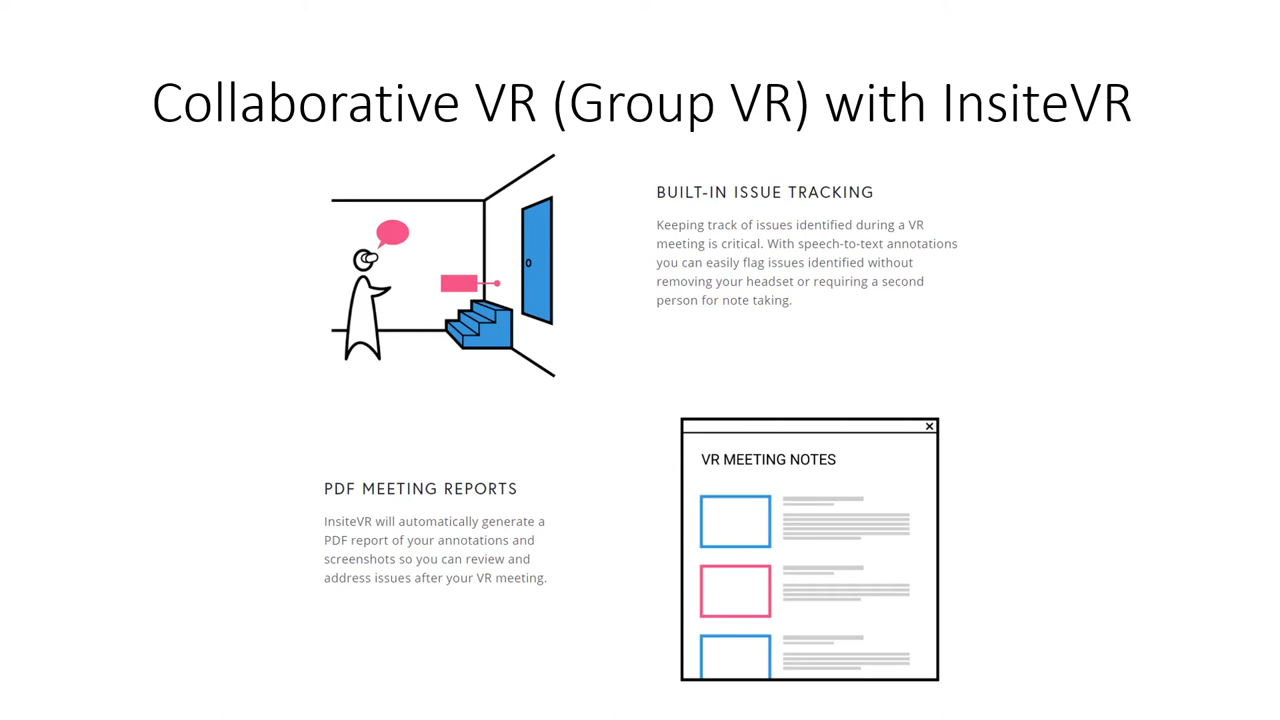 Collaborative VR (Group VR) with InsiteVR
BUILT-IN ISSUE TRACKING
Keeping track of issues identified during a VR
meeting is critical. With speech-to-text annotations
you can easily flag issues identified without
removing your headset or requiring a second
person for note taking.
PDF MEETING REPORTS
InsiteVR will automatically generate a
PDF report of your annotations and
screenshots so you can review and
address issues after your VR meeting.
VR MEETING NOTES